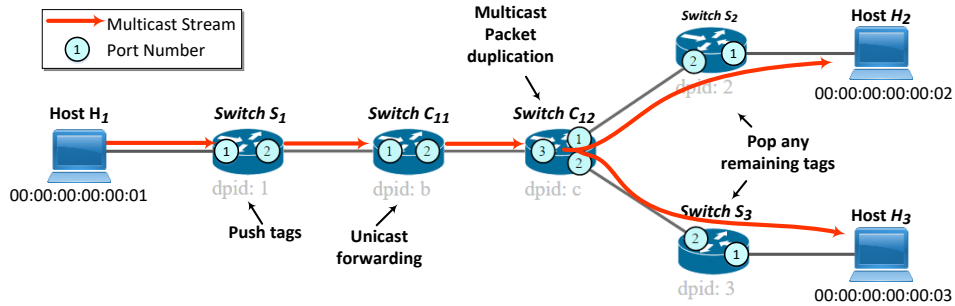 Multicast Stream
1 Port Number
Multicast
Packet
duplication
Switch S2
1
2
dpid: 2
Host H2
00:00:00:00:00:02
Host H1
00:00:00:00:00:01
Switch S1
1 2
dpid: 1
Push tags
Switch C11
1 2
dpid: b
Unicast
forwarding
Switch C12
1
3
2
dpid: c
Pop any
remaining tags
Switch S3
2
1
dpid: 3
Host H3
00:00:00:00:00:03